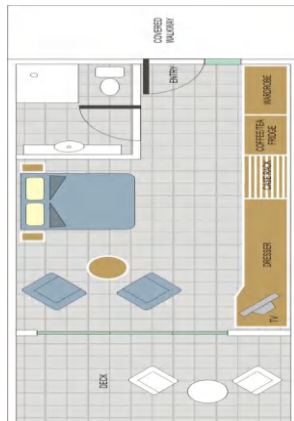 COVERED
WALKWAY
ENTRY
WARDROBE
COFFEE/TEA
FRIDGE
CASE RACK
DRESSER
TV
DECK